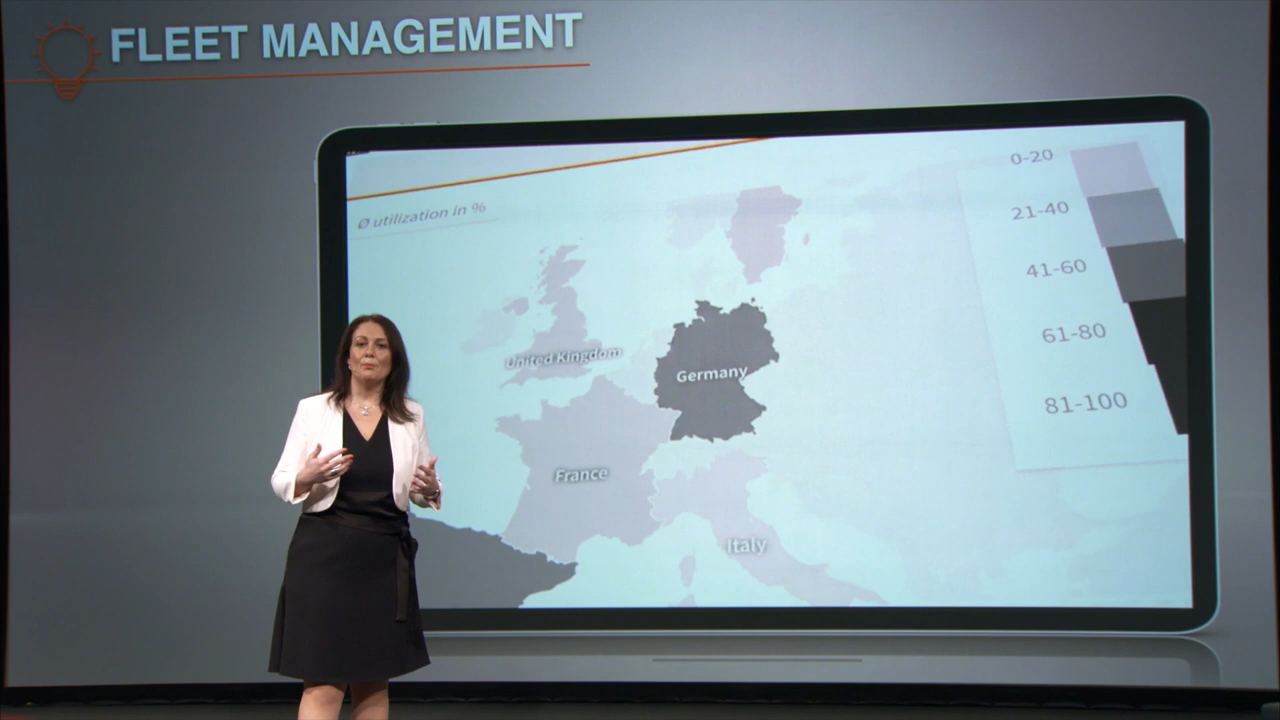 FLEET MANAGEMENT
Ø utilization in %
0-20
21-40
41-60
61-80
81-100
United Kingdom
Germany
France
Italy